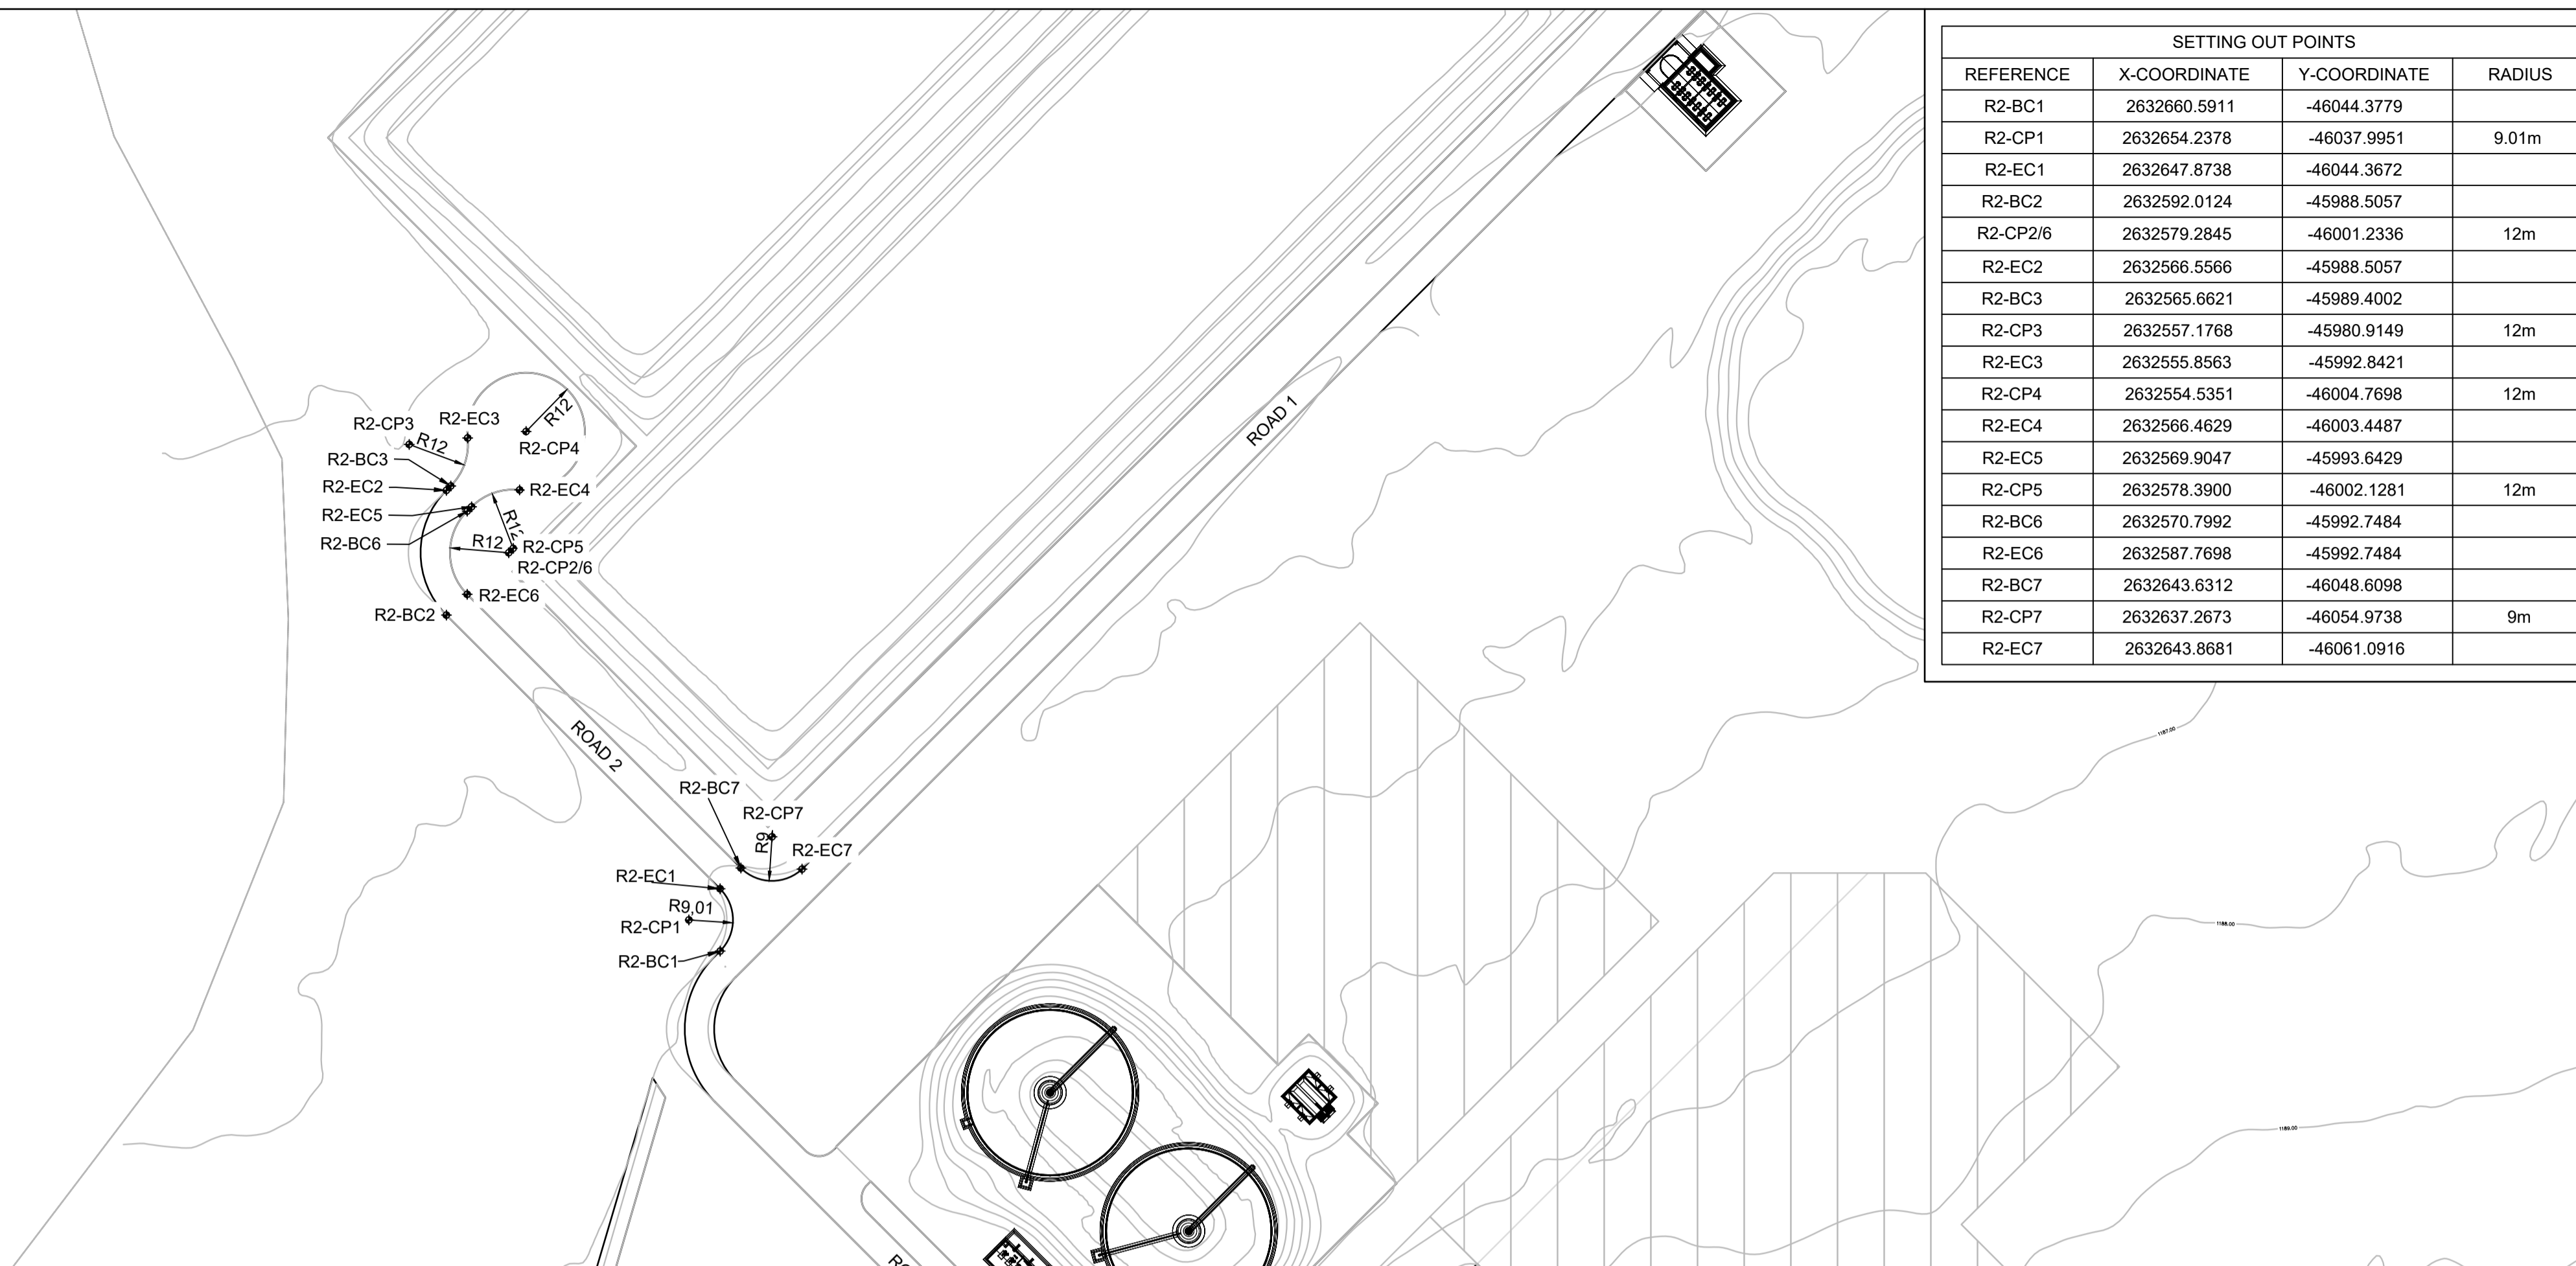 SETTING OUT POINTS
REFERENCE X-COORDINATE Y-COORDINATE RADIUS
R2-BC1 2632660.5911 -46044.3779
R2-CP1 2632654.2378 -46037.9951 9.01m
R2-EC1 2632647.8738 -46044.3672
R2-BC2 2632592.0124 -45988.5057
R2-CP2/6 2632579.2845 -46001.2336 12m
R2-EC2 2632566.5566 -45988.5057
R2-BC3 2632565.6621 -45989.4002
R2-CP3 2632557.1768 -45980.9149 12m
R2-EC3 2632555.8563 -45992.8421
R2-CP4 2632554.5351 -46004.7698 12m
R2-EC4 2632566.4629 -46003.4487
R2-EC5 2632569.9047 -45993.6429
R2-CP5 2632578.3900 -46002.1281 12m
R2-BC6 2632570.7992 -45992.7484
R2-EC6 2632587.7698 -45992.7484
R2-BC7 2632643.6312 -46048.6098
R2-CP7 2632637.2673 -46054.9738 9m
R2-EC7 2632643.8681 -46061.0916
ROAD 1
R2-CP3
R2-EC3
R12
R12
R2-CP4
R2-BC3
R2-EC2
R2-EC4
R2-EC5
R12
R2-BC6
R12
R2-CP5
R2-CP2/6
R2-EC6
R2-BC2
ROAD 2
1187.00
R2-BC7
R2-CP7
R9
R2-EC7
R2-EC1
R9,01
R2-CP1
R2-BC1
1188.00
1189.00